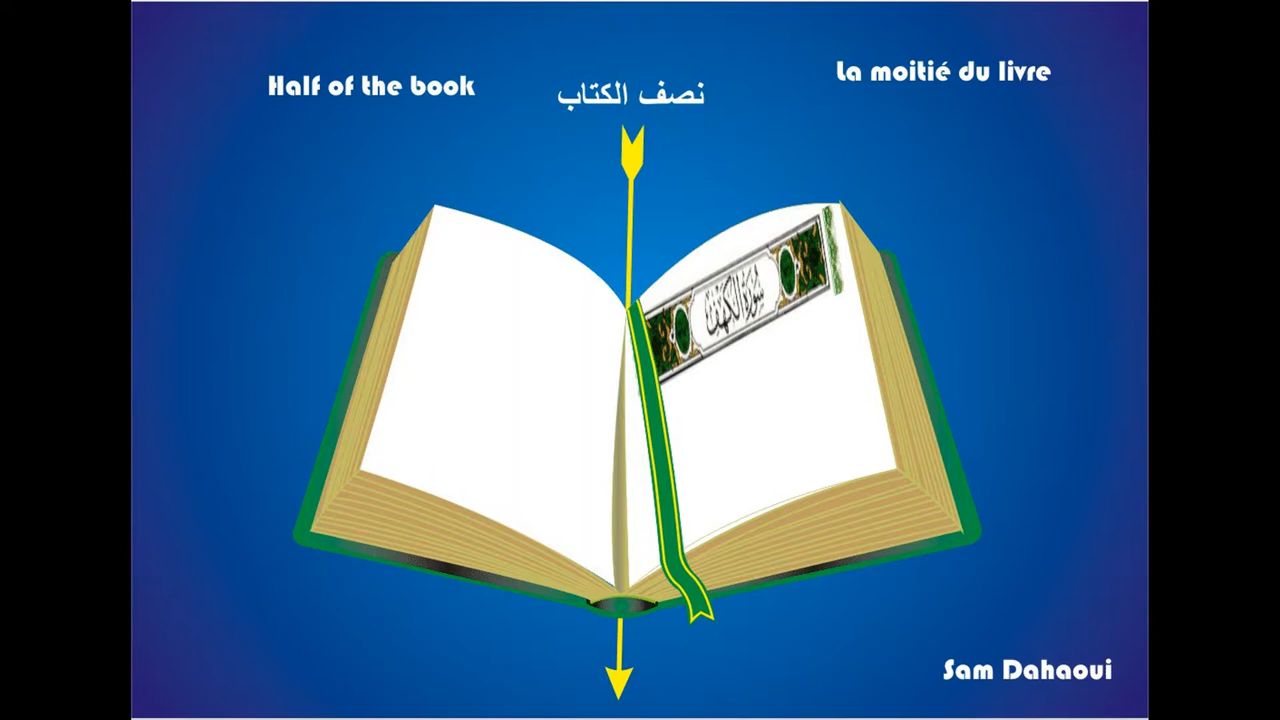 Half of the book
نصف الكتاب
La moitié du livre
سورة الكهف
Sam Dahaoui